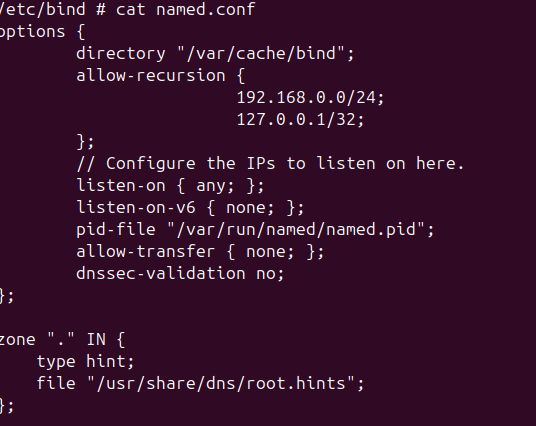 /etc/bind # cat named.conf
options {
directory "/var/cache/bind";
allow-recursion {
192.168.0.0/24;
127.0.0.1/32;
};
// Configure the IPs to listen on here.
listen-on { any; };
listen-on-v6 { none; };
pid-file "/var/run/named/named.pid";
allow-transfer { none; };
dnssec-validation no;
};
zone "." IN {
type hint;
file "/usr/share/dns/root.hints";
};